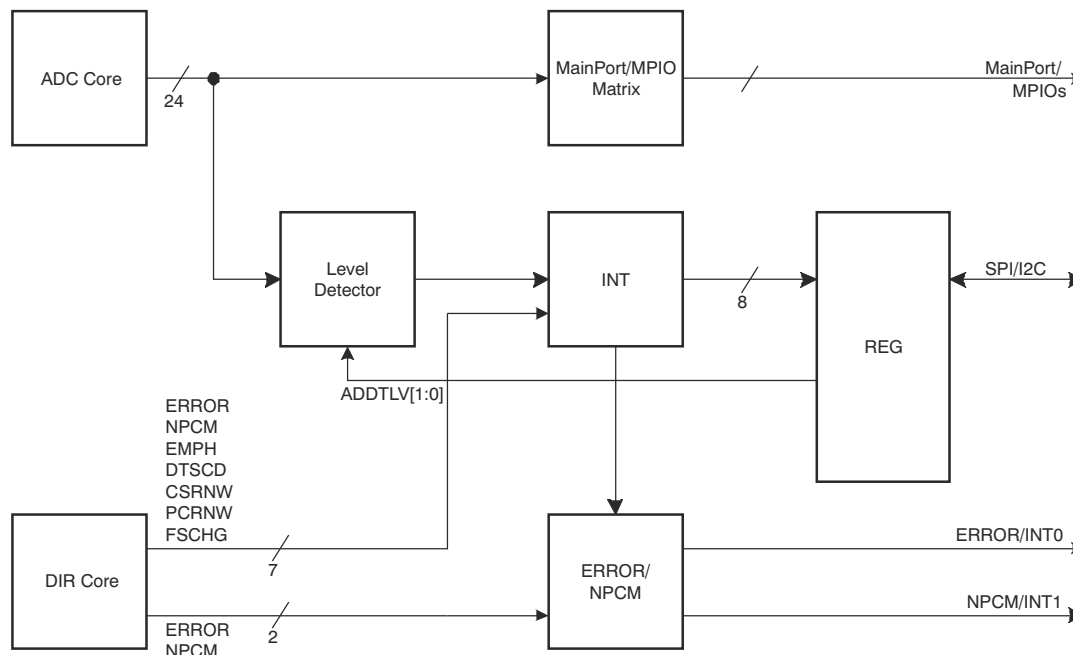 ADC Core
24
MainPort/MPIO
Matrix
MainPort/
MPIOs
Level
Detector
INT
8
REG
SPI/I2C
ADDTLV[1:0]
ERROR
NPCM
EMPH
DTSCD
CSRNW
PCRNW
FSCHG
7
DIR Core
ERROR
NPCM
2
ERROR/
NPCM
ERROR/INT0
NPCM/INT1